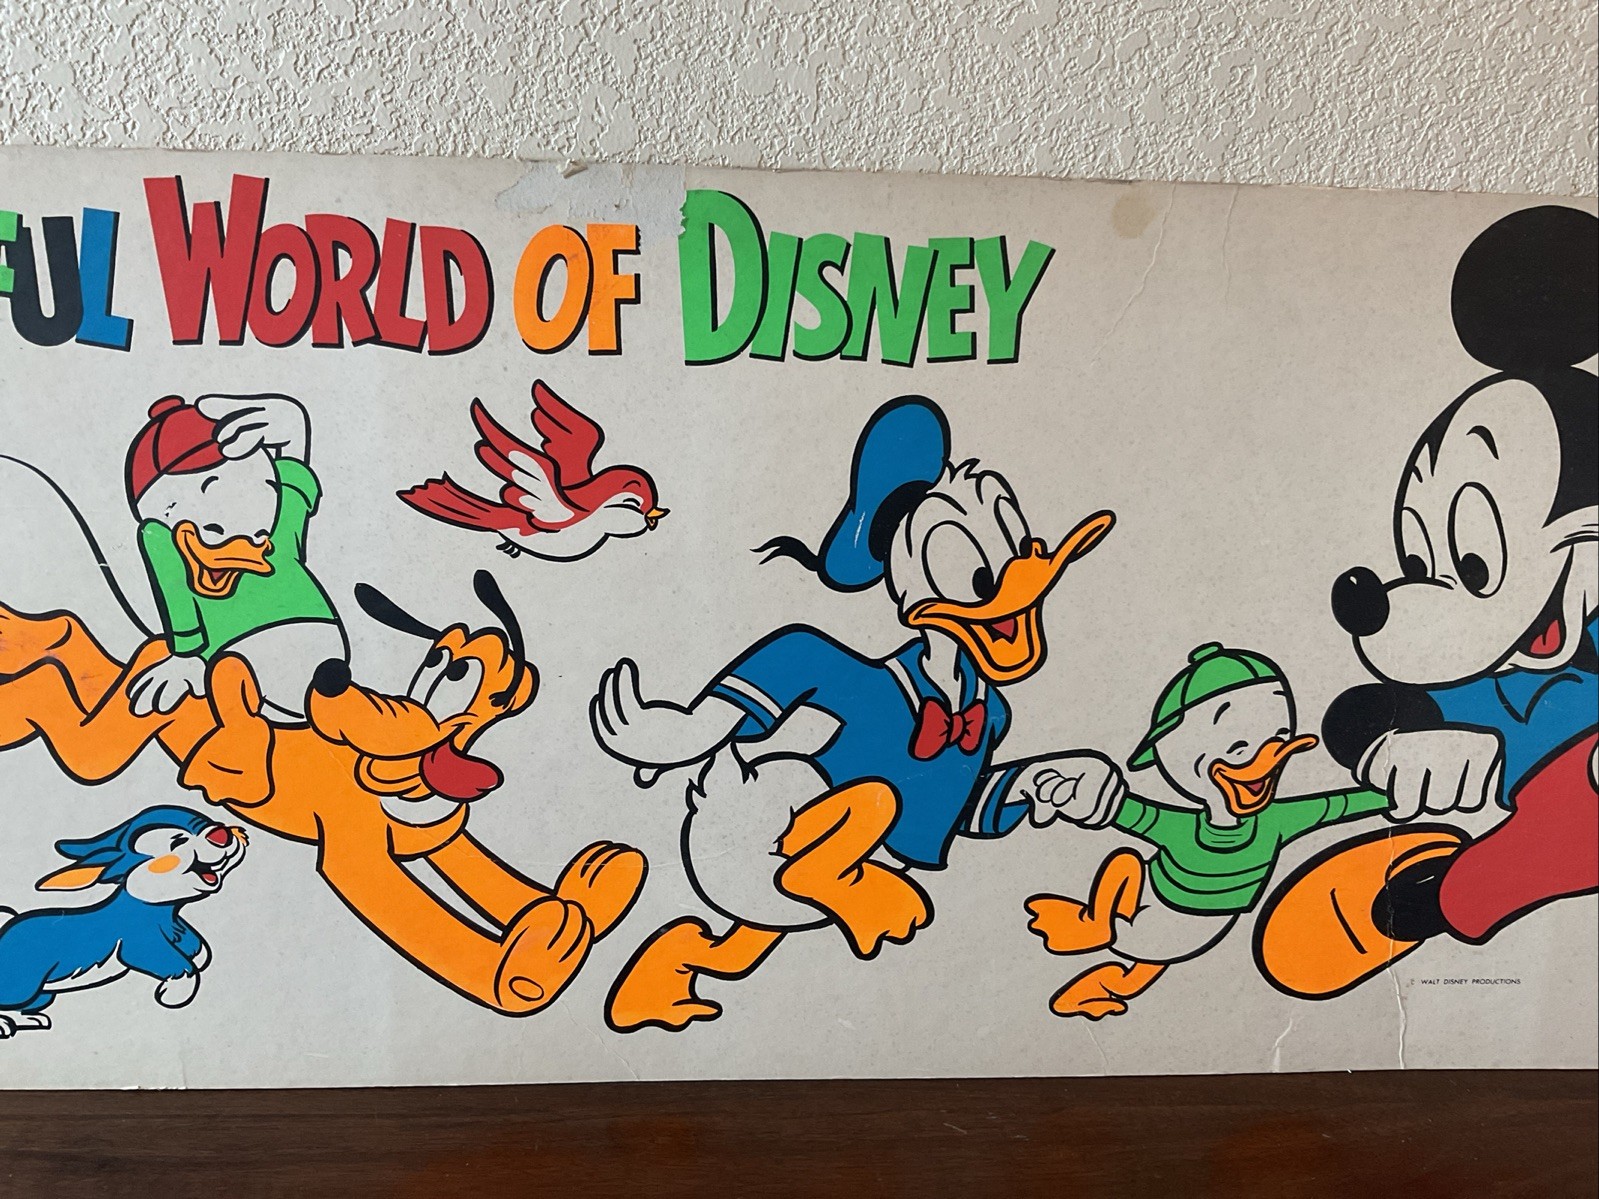 FUL WORLD OF DISNEY
© WALT DISNEY PRODUCTIONS